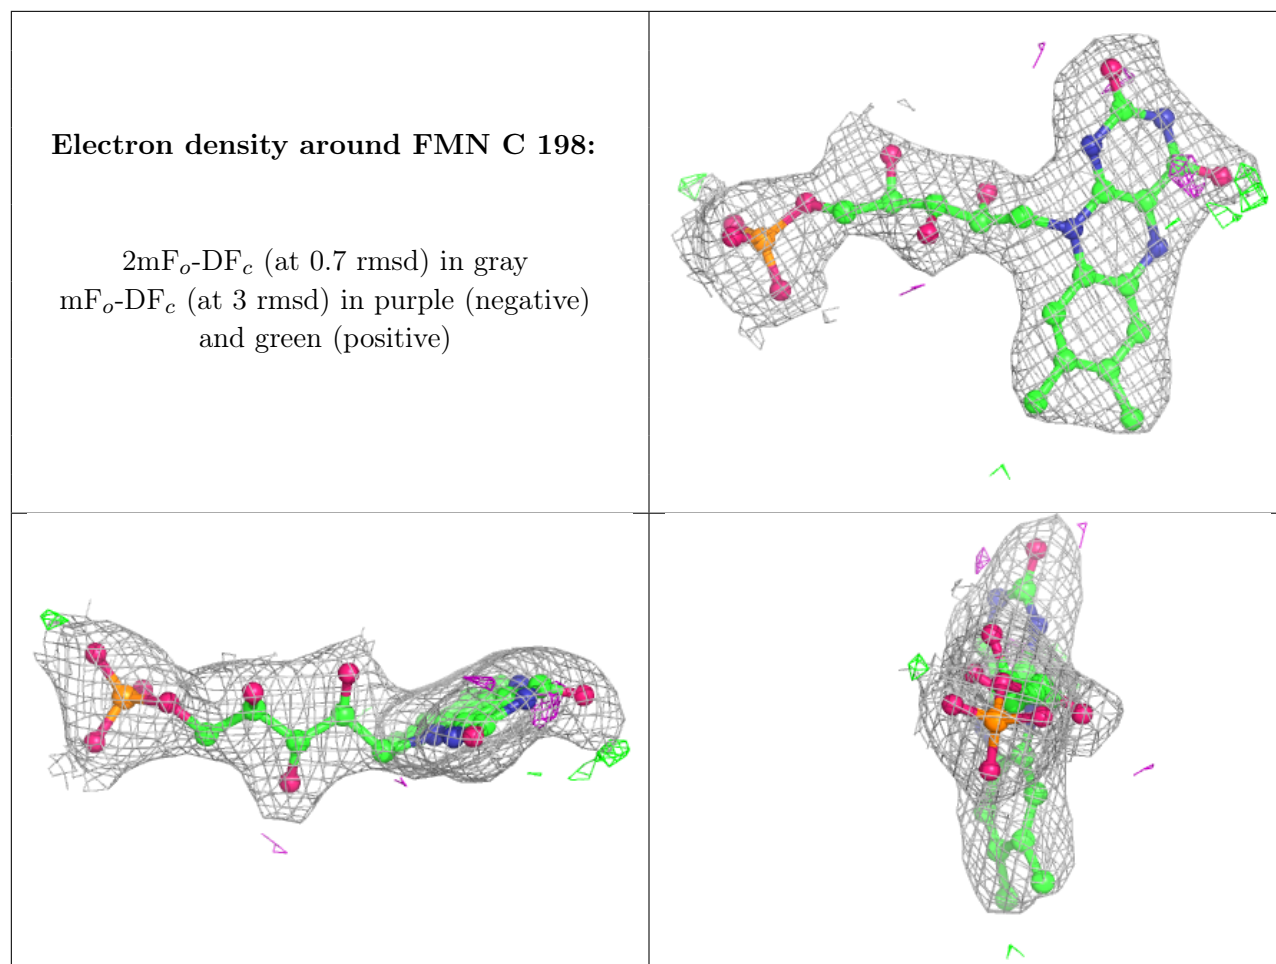 Electron density around FMN C 198:
2mFo-DFc (at 0.7 rmsd) in gray
mFo-DFc (at 3 rmsd) in purple (negative)
and green (positive)